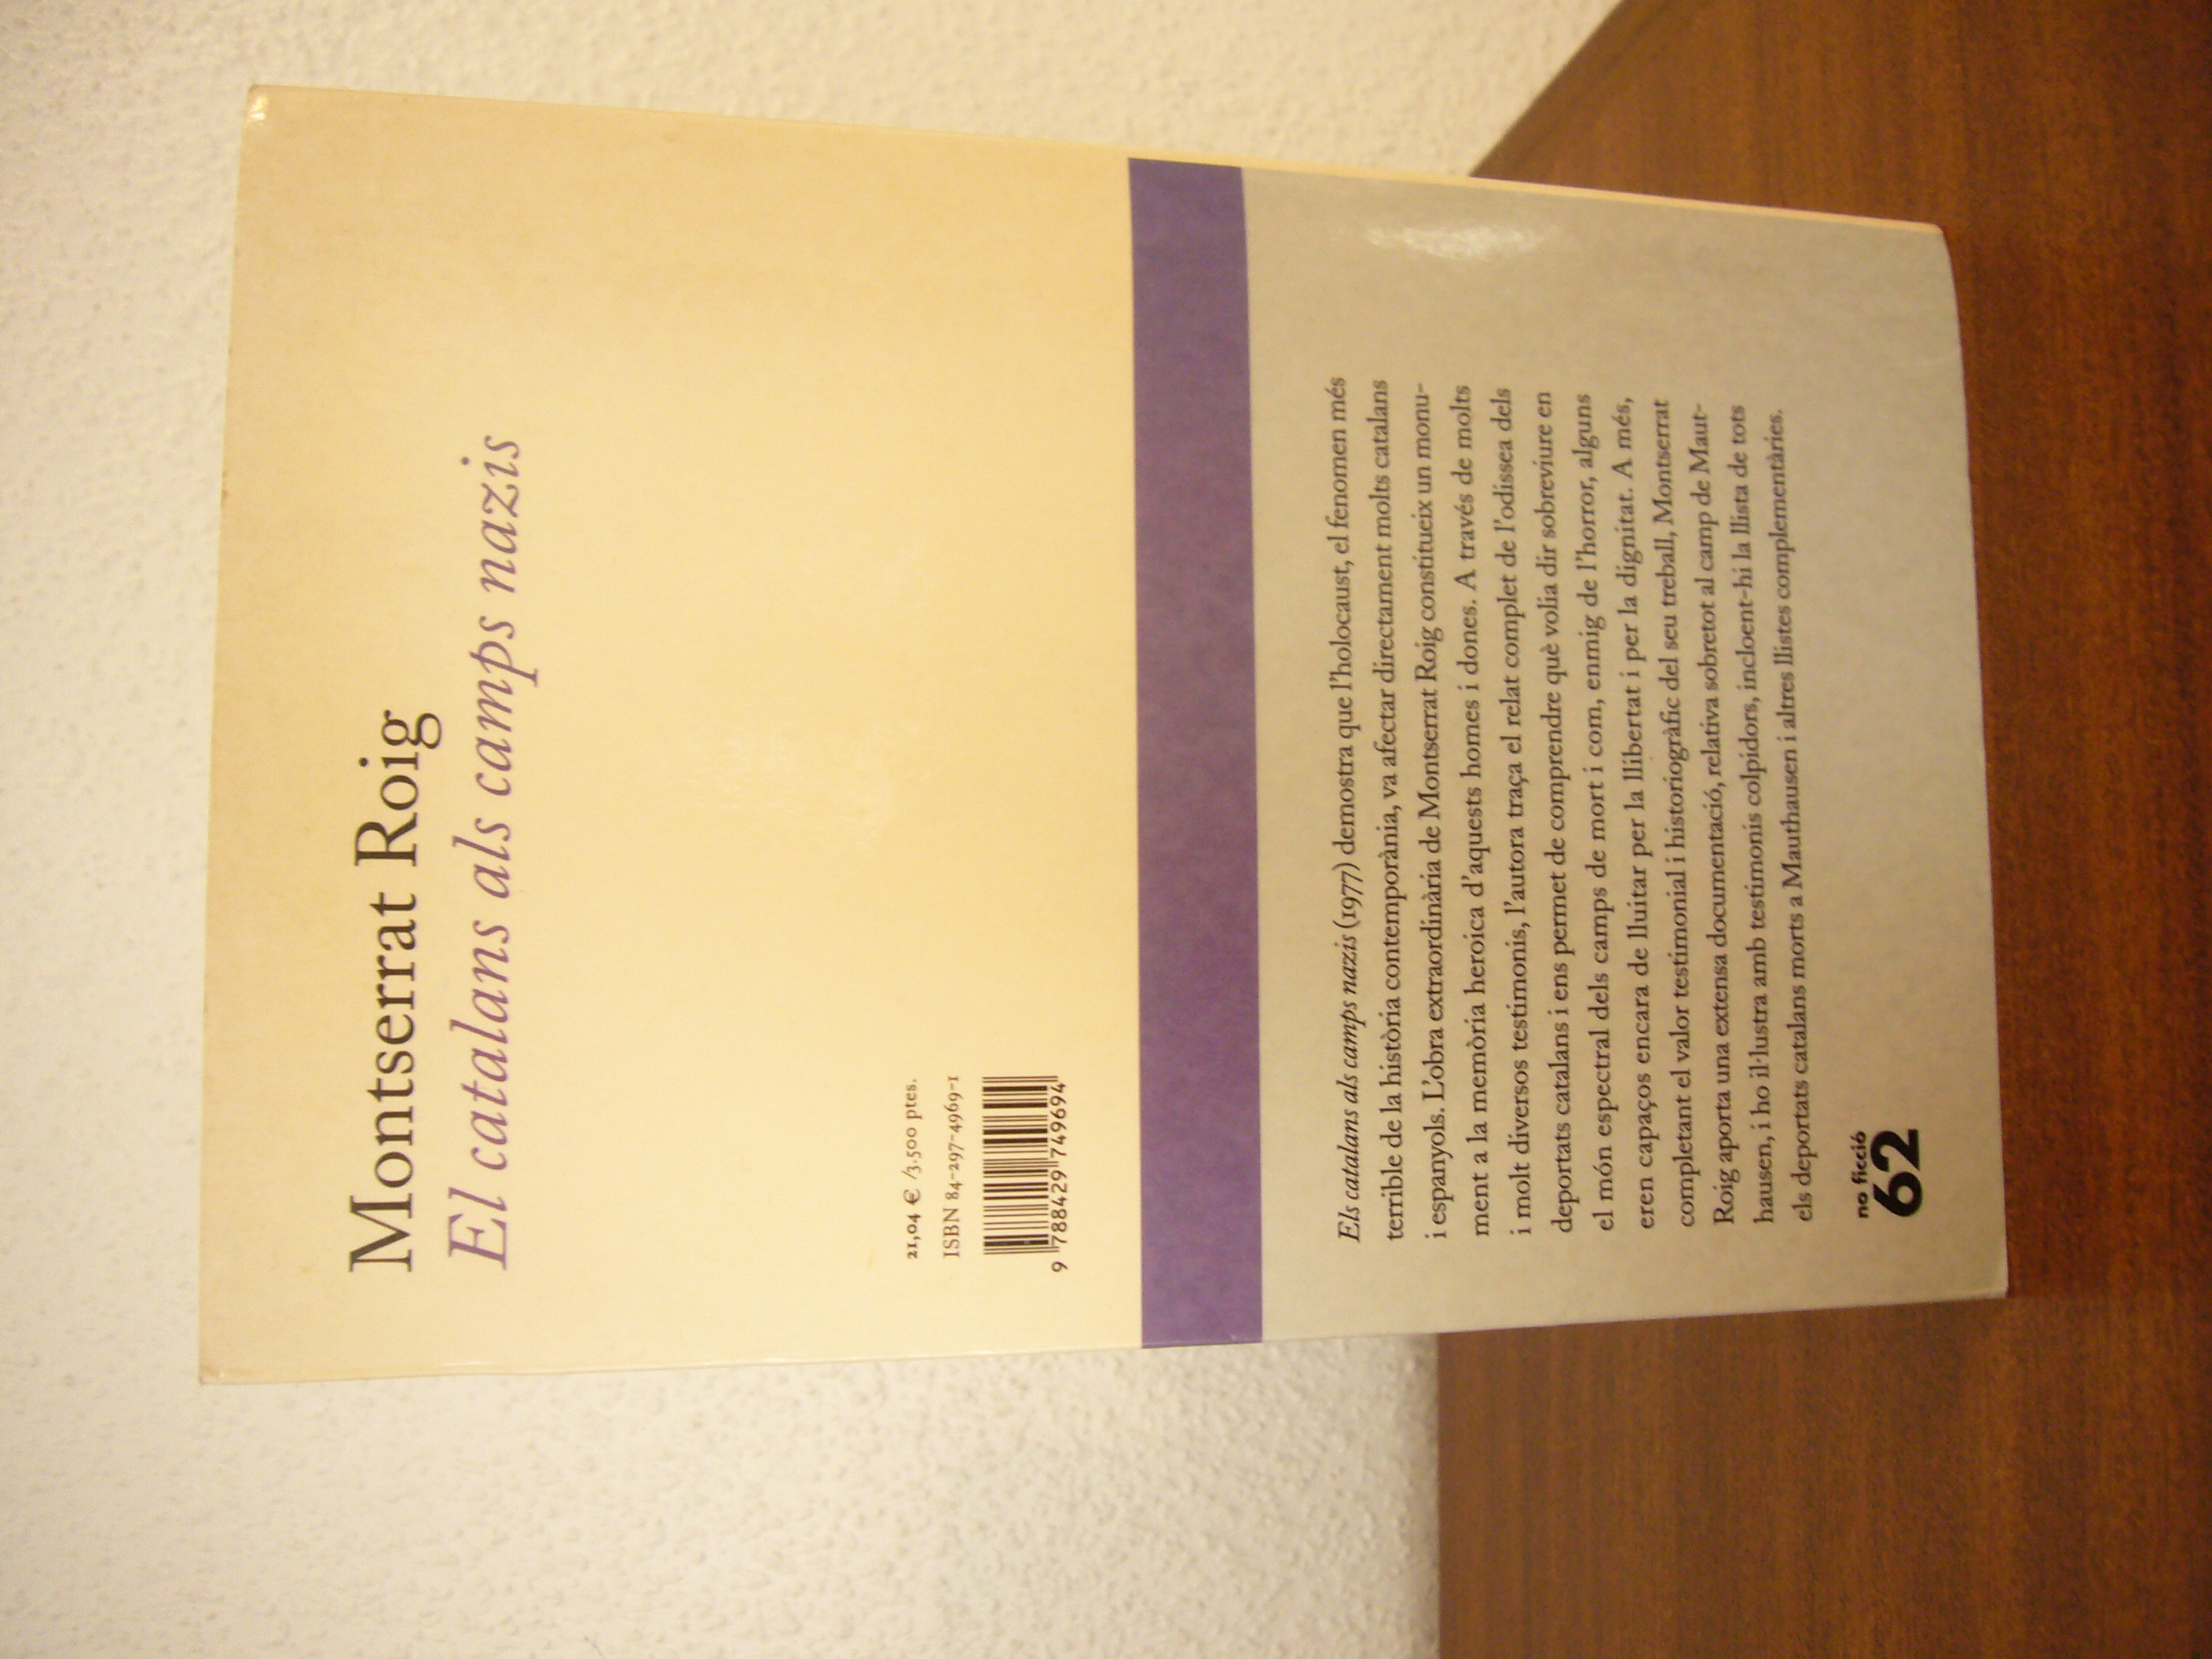 Montserrat Roig
El catalans als camps nazis
21,04 € /3.500 ptes.
ISBN 84-297-4969-1
9 788429 749694
Els catalans als camps nazis (1977) demostra que l'holocaust, el fenomen més
terrible de la història contemporània, va afectar directament molts catalans
i espanyols. L'obra extraordinària de Montserrat Roig constitueix un monu-
ment a la memòria heroica d'aquests homes i dones. A través de molts
i molt diversos testimonis, l'autora traça el relat complet de l'odissea dels
deportats catalans i ens permet de comprendre què volia dir sobreviure en
el món espectral dels camps de mort i com, enmig de l'horror, alguns
eren capaços encara de lluitar per la llibertat i per la dignitat. A més,
completant el valor testimonial i historiogràfic del seu treball, Montserrat
Roig aporta una extensa documentació, relativa sobretot al camp de Maut-
hausen, i ho il·lustra amb testimonis colpidors, incloent-hi la llista de tots
els deportats catalans morts a Mauthausen i altres llistes complementàries.
no ficció
62